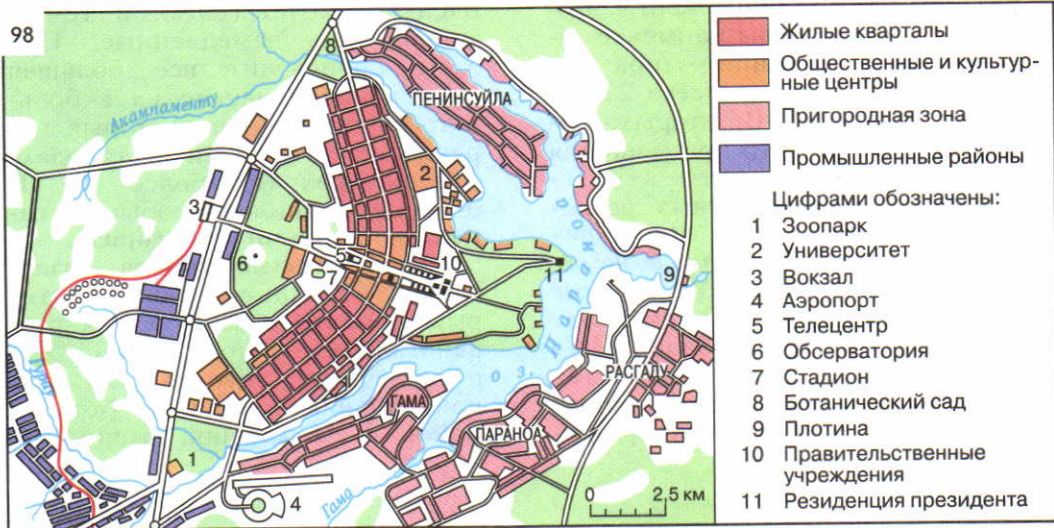 98
8
Акампаменту
ПЕНИНСУЙЛА
2
3
5
10
6
7
11
9
оз. Параноа
Турду
РАСГАДУ
ГАМА
ПАРАНОА
1
4
Гама
0 2,5 км
Жилые кварталы
Общественные и культур-
ные центры
Пригородная зона
Промышленные районы
Цифрами обозначены:
1 Зоопарк
2 Университет
3 Вокзал
4 Аэропорт
5 Телецентр
6 Обсерватория
7 Стадион
8 Ботанический сад
9 Плотина
10 Правительственные
учреждения
11 Резиденция президента